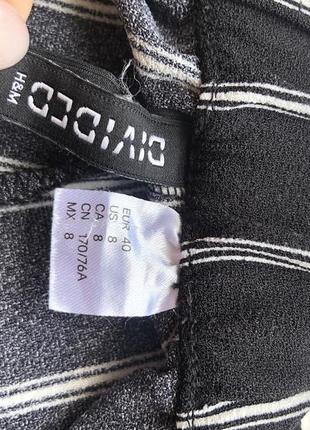 DIVIDED
H&M
EUR 40
US 8
CA 8
CN 170/76A
MX 8